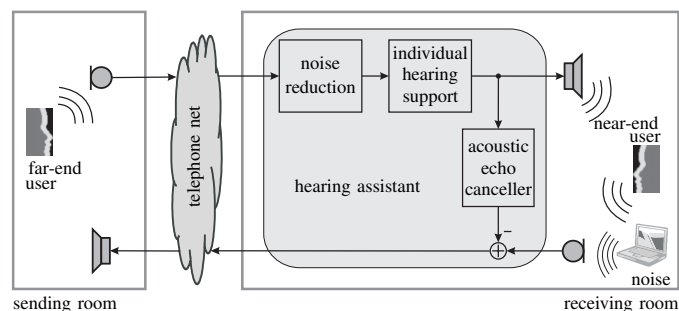 noise
reduction
individual
hearing
support
telephone net
far-end
user
near-end
user
acoustic
echo
canceller
hearing assistant
–
+
noise
sending room
receiving room